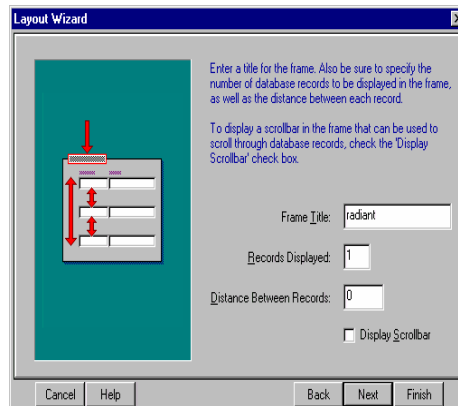 Layout Wizard
Enter a title for the frame. Also be sure to specify the
number of database records to be displayed in the frame,
as well as the distance between each record.
To display a scrollbar in the frame that can be used to
scroll through database records, check the 'Display
Scrollbar' check box.
Frame Title: radiant
Records Displayed: 1
Distance Between Records: 0
Display Scrollbar
Cancel Help Back Next Finish